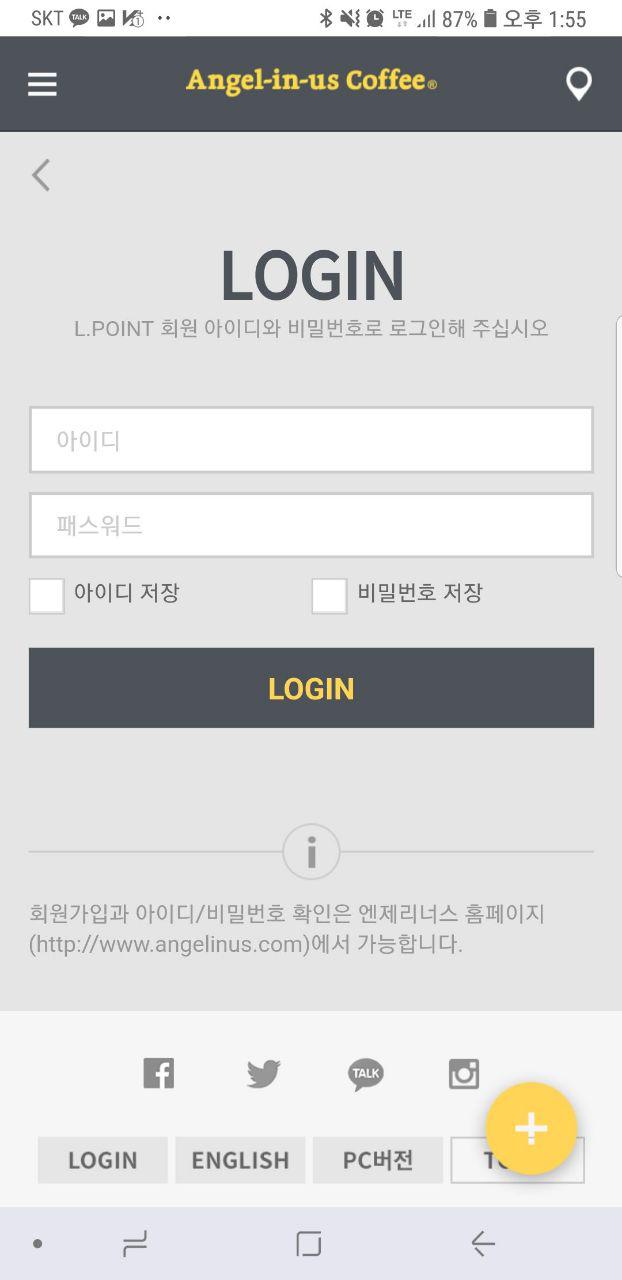 SKT TALK
LTE 87% 오후 1:55
Angel-in-us Coffee®
LOGIN
L.POINT 회원 아이디와 비밀번호로 로그인해 주십시오
아이디
패스워드
아이디 저장 비밀번호 저장
LOGIN
i
회원가입과 아이디/비밀번호 확인은 엔제리너스 홈페이지
(http://www.angelinus.com)에서 가능합니다.
TALK
+
LOGIN ENGLISH PC버전